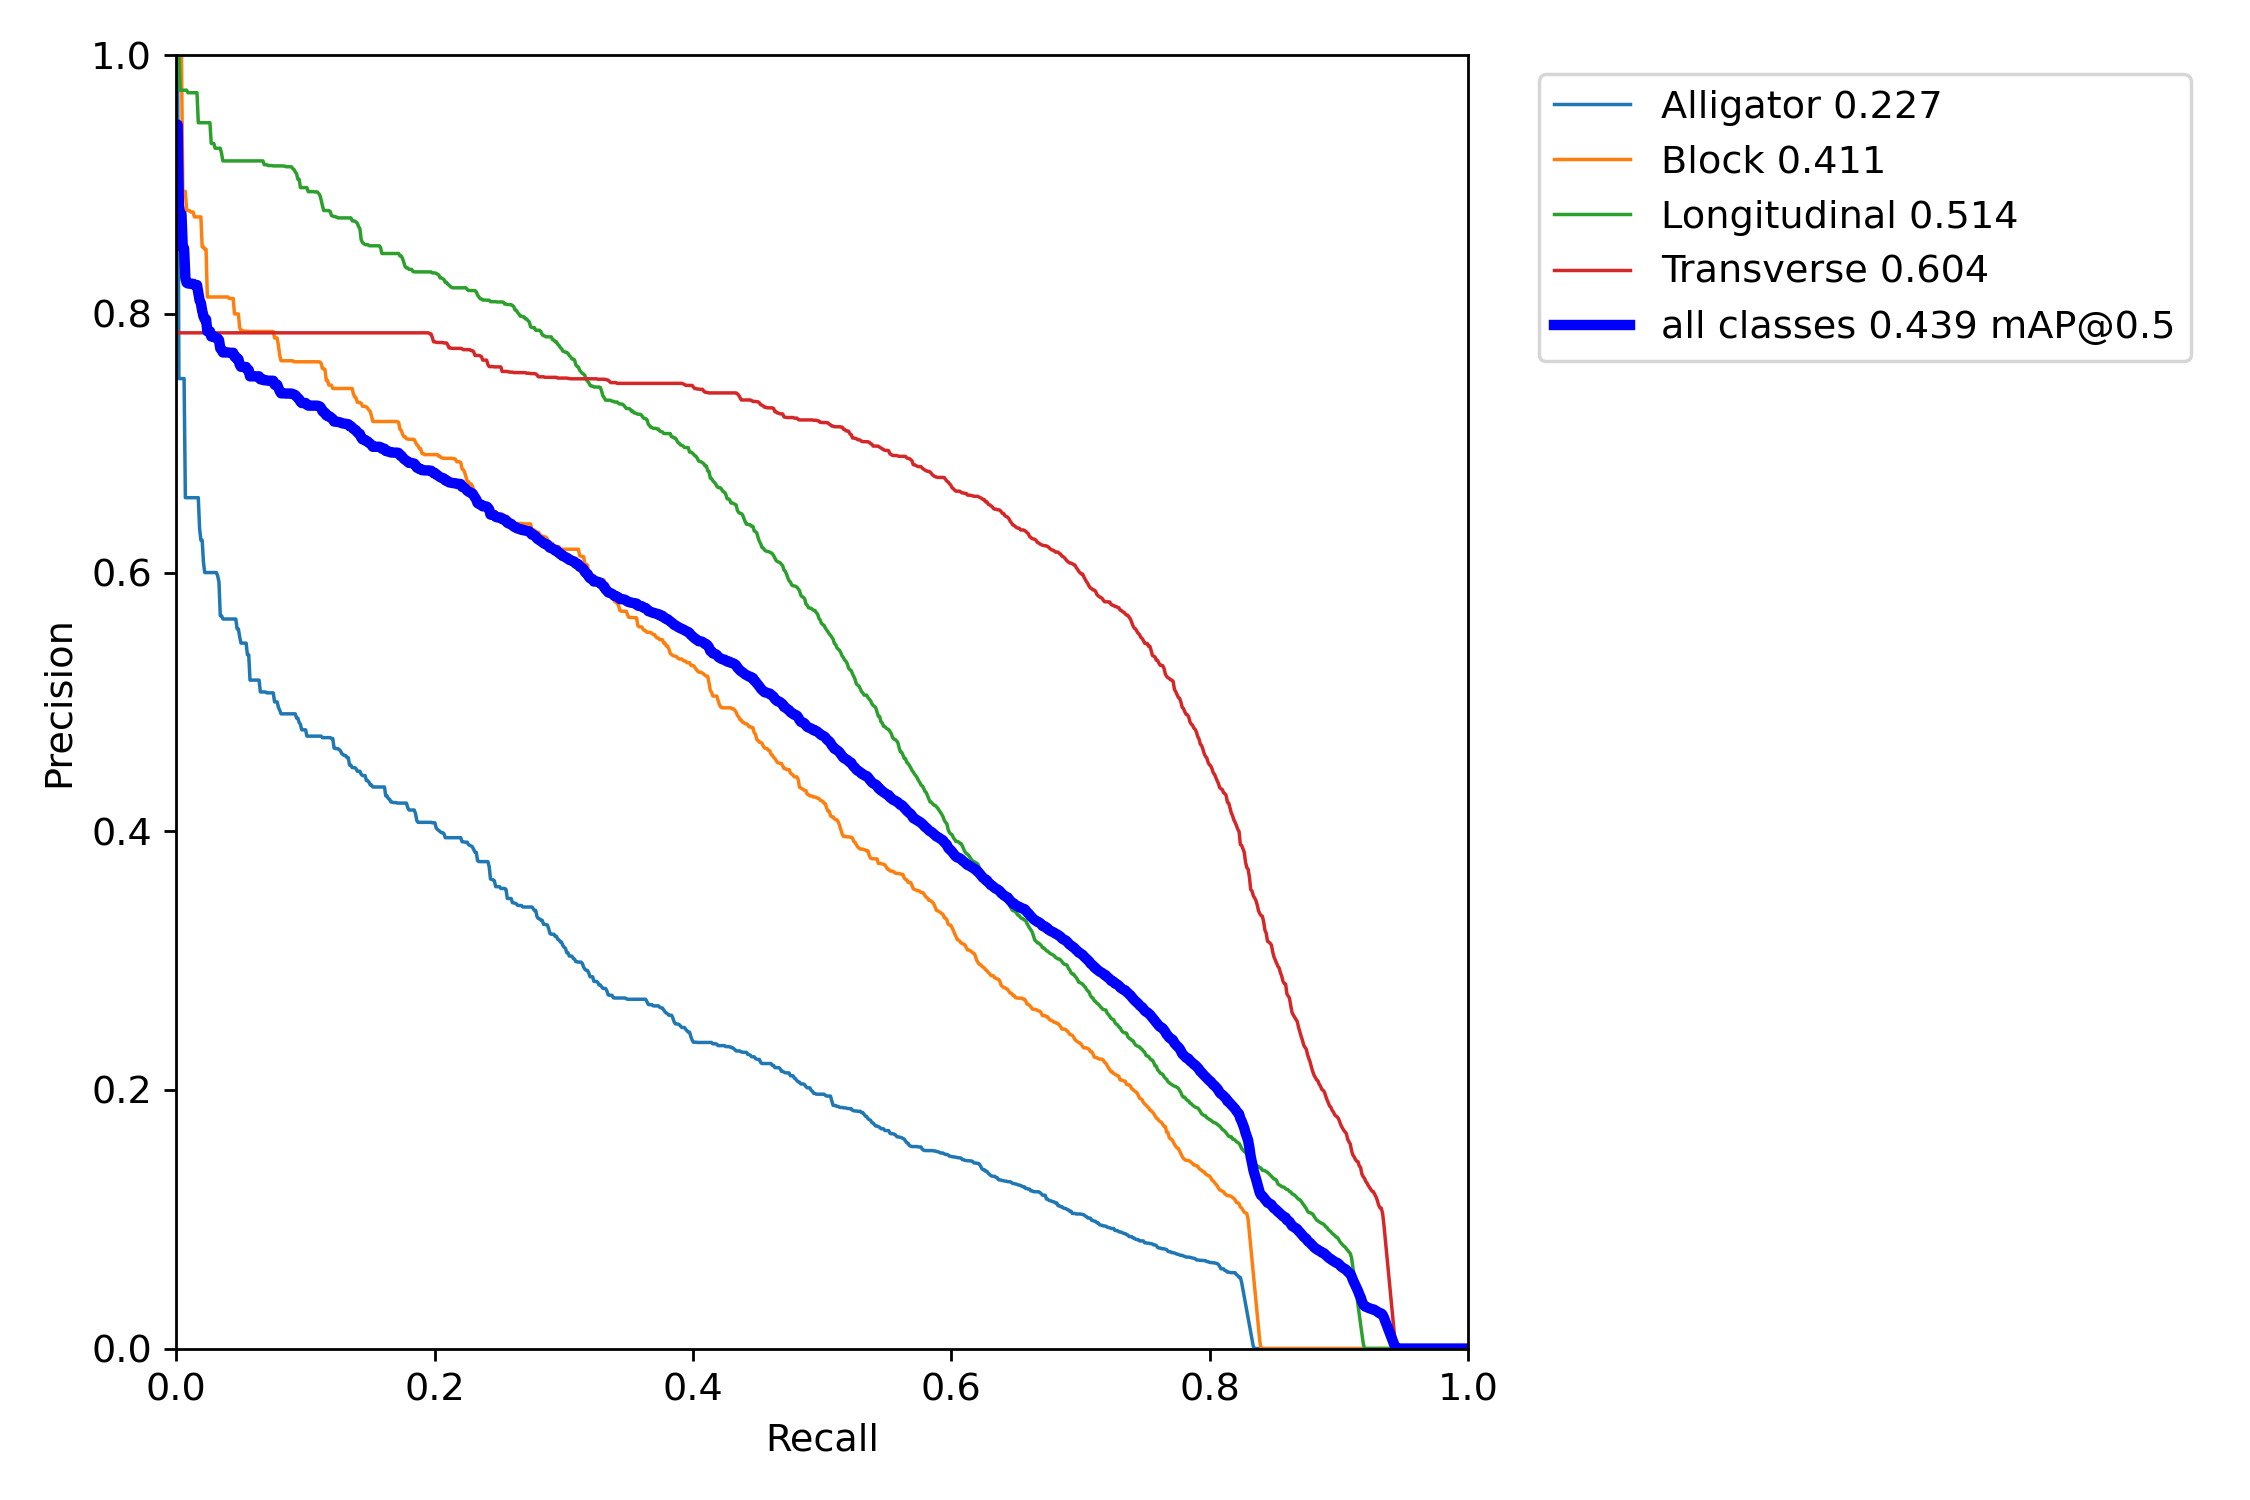 1.0
0.8
0.6
0.4
0.2
0.0
Precision
0.0 0.2 0.4 0.6 0.8 1.0
Recall
Alligator 0.227
Block 0.411
Longitudinal 0.514
Transverse 0.604
all classes 0.439 mAP@0.5